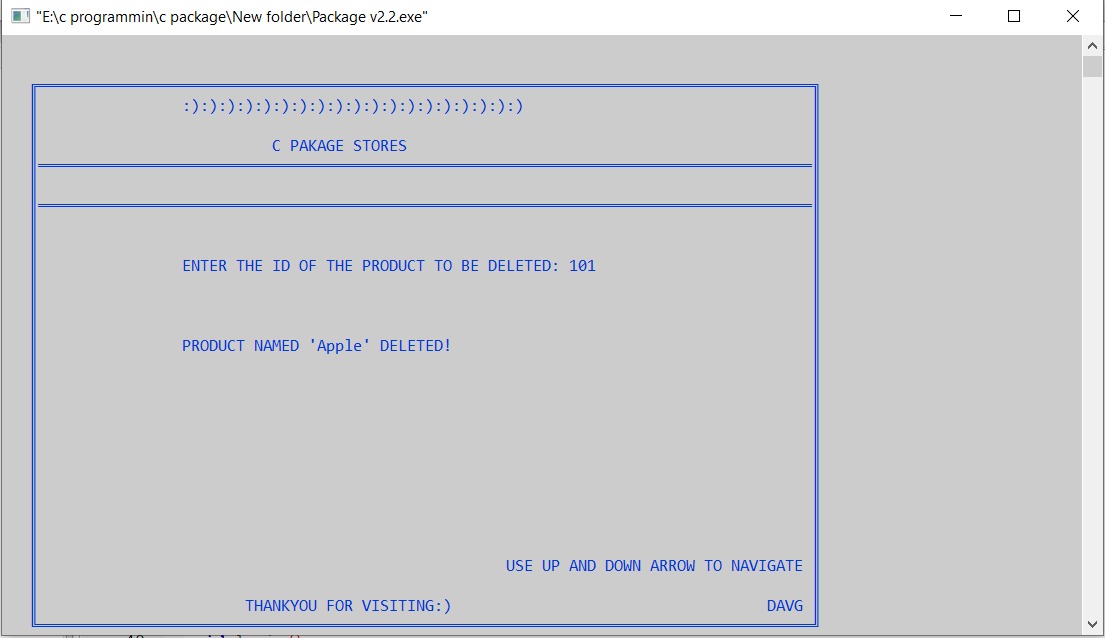 "E:\c programmin\c package\New folder\Package v2.2.exe"
:):):):):):):):):):):):):):):):):):):)
C PAKAGE STORES
ENTER THE ID OF THE PRODUCT TO BE DELETED: 101
PRODUCT NAMED 'Apple' DELETED!
USE UP AND DOWN ARROW TO NAVIGATE
THANKYOU FOR VISITING:) DAVG